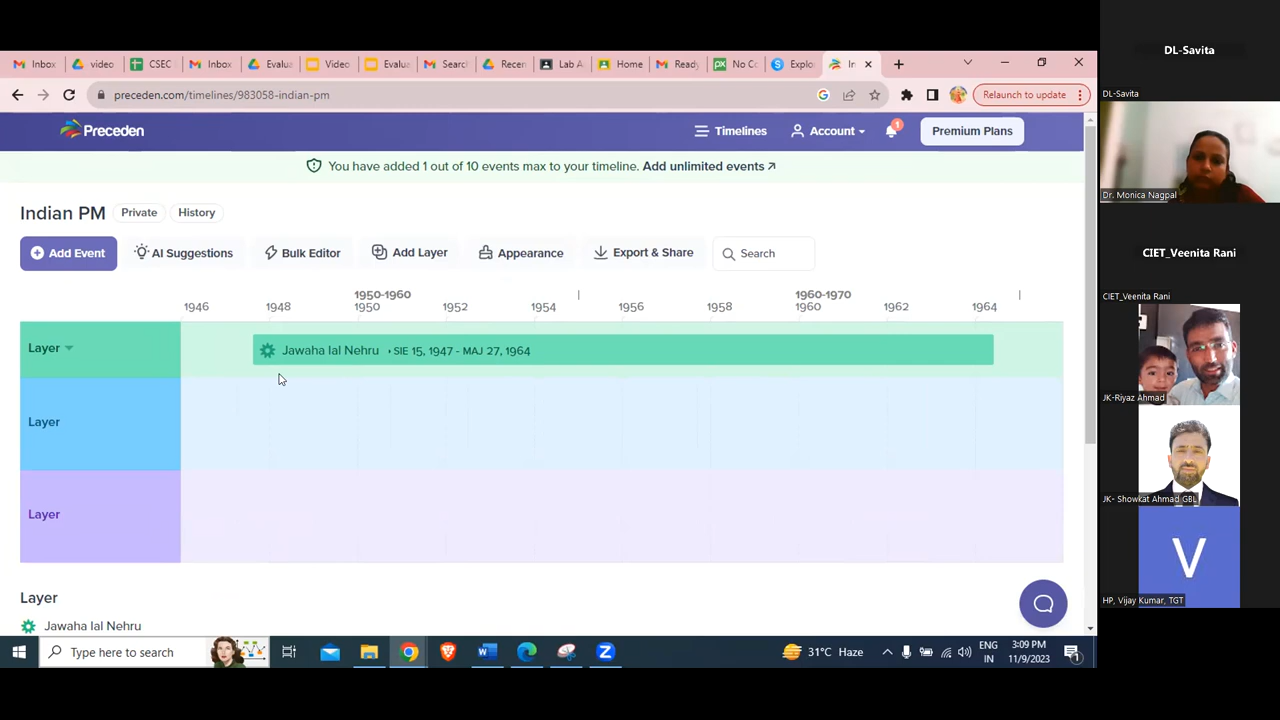 DL-Savita
Inbox video CSEC Inbox Evalua Video Evalua Searc Recen Lab A Home Ready No C Explo In
preceden.com/timelines/983058-indian-pm
Relaunch to update
DL-Savita
Preceden
Timelines Account 1 Premium Plans
You have added 1 out of 10 events max to your timeline. Add unlimited events ↗
Dr. Monica Nagpal
Indian PM Private History
Add Event AI Suggestions Bulk Editor Add Layer Appearance Export & Share Search
CIET_Veenita Rani
CIET_Veenita Rani
1950-1960 1960-1970
1946 1948 1950 1952 1954 1956 1958 1960 1962 1964
Layer
Jawaha lal Nehru › SIE 15, 1947 - MAJ 27, 1964
JK-Riyaz Ahmad
Layer
JK- Showkat Ahmad GBL
Layer
V
Layer
HP, Vijay Kumar, TGT
Jawaha lal Nehru
Type here to search
W
31°C Haze
ENG
IN
3:09 PM
11/9/2023
1